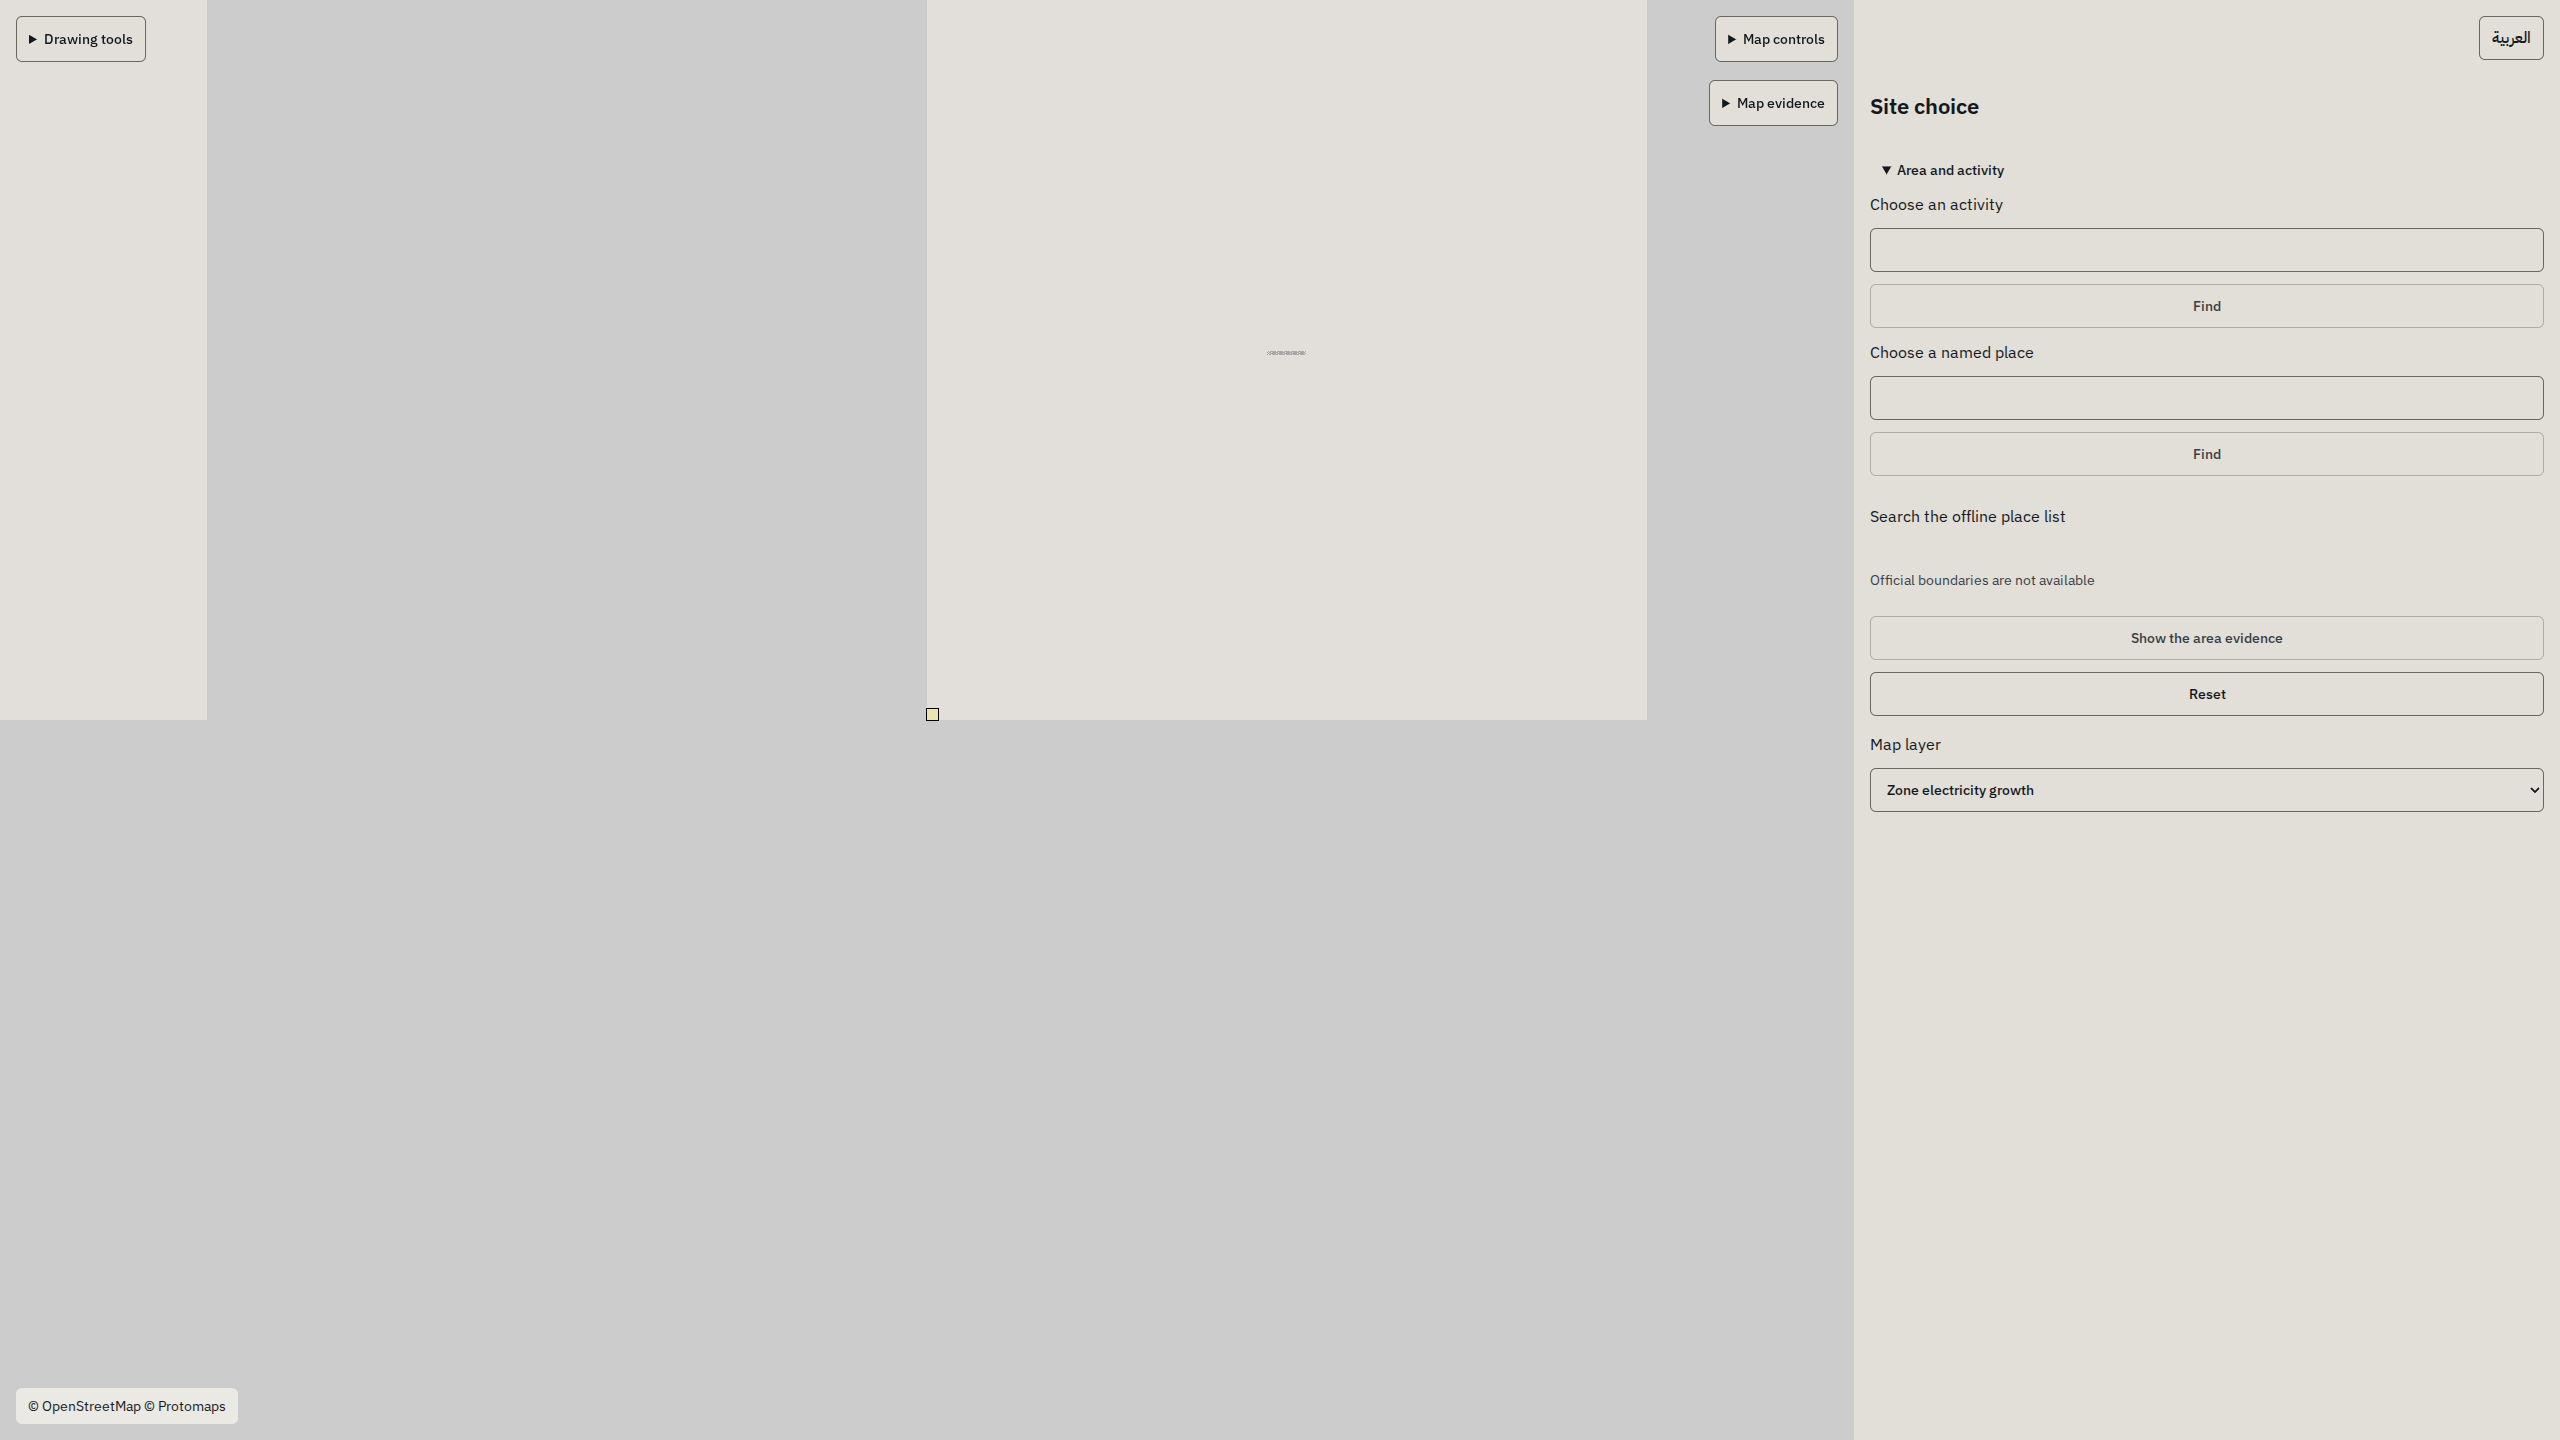 Drawing tools
Map controls
Map evidence
العربية
Site choice
Area and activity
Choose an activity
Find
Choose a named place
Find
Search the offline place list
Official boundaries are not available
Show the area evidence
Reset
Map layer
Zone electricity growth
© OpenStreetMap © Protomaps